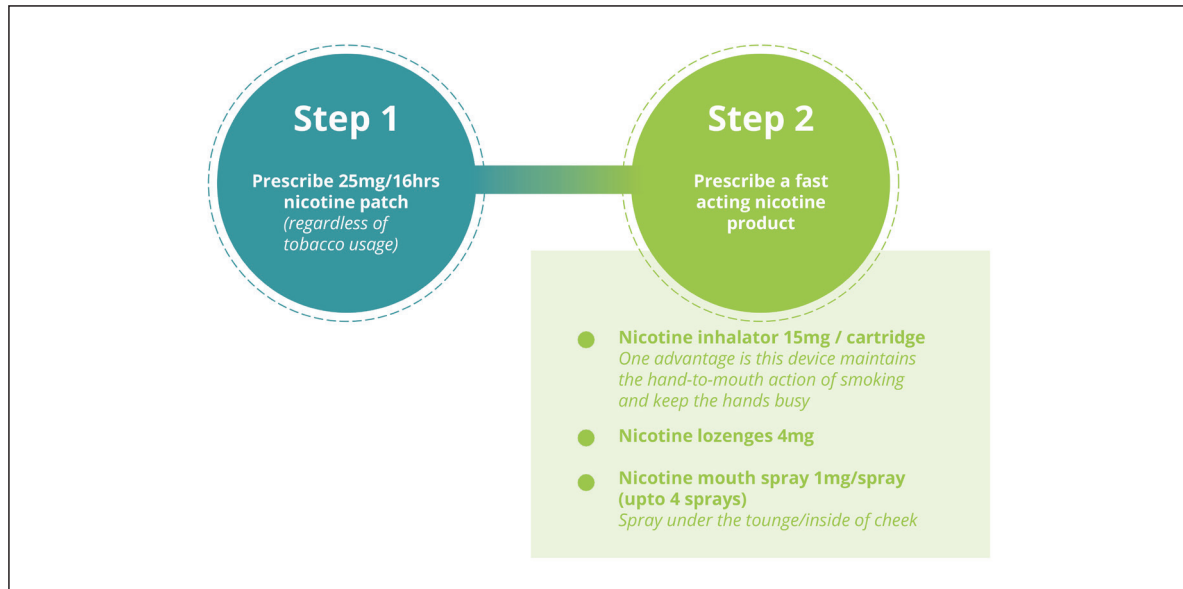 Step 1
Prescribe 25mg/16hrs
nicotine patch
(regardless of
tobacco usage)
Step 2
Prescribe a fast
acting nicotine
product
Nicotine inhalator 15mg / cartridge
One advantage is this device maintains
the hand-to-mouth action of smoking
and keep the hands busy
Nicotine lozenges 4mg
Nicotine mouth spray 1mg/spray
(upto 4 sprays)
Spray under the tounge/inside of cheek